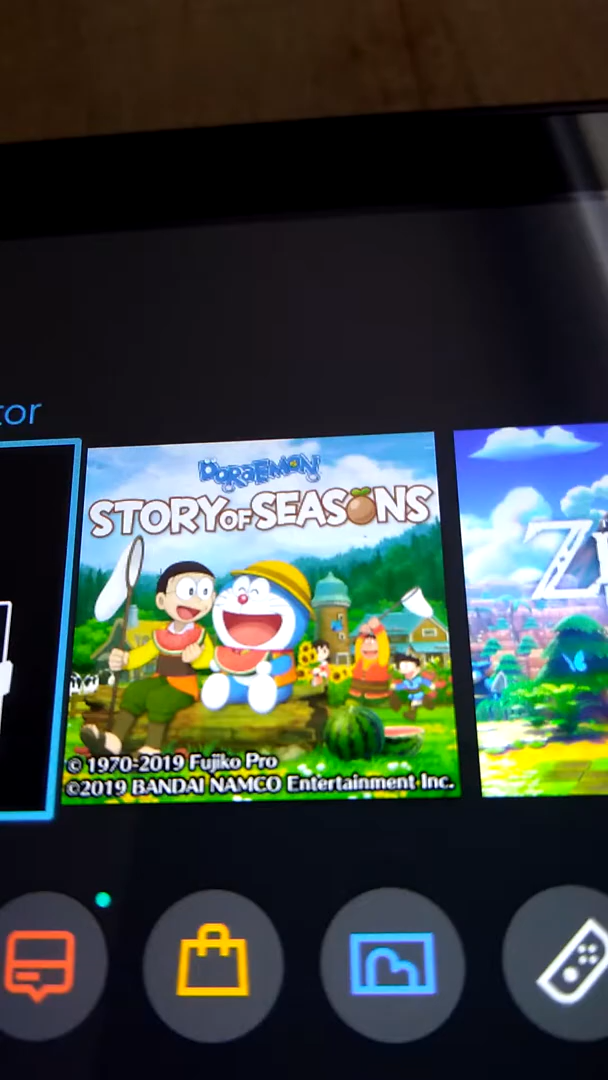 tor
DORAEMON
STORY OF SEASONS
© 1970-2019 Fujiko Pro
©2019 BANDAI NAMCO Entertainment Inc.